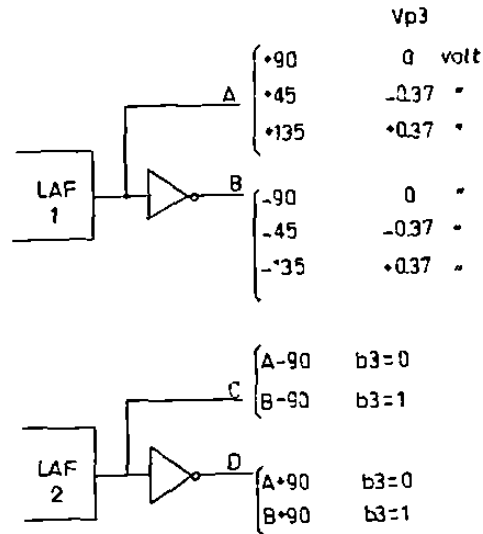 Vp3
A +90 0 volt
+45 -0.37 "
+135 +0.37 "
LAF 1
B -90 0 "
-45 -0.37 "
-135 +0.37 "
C A-90 b3=0
B-90 b3=1
LAF 2
D A+90 b3=0
B+90 b3=1